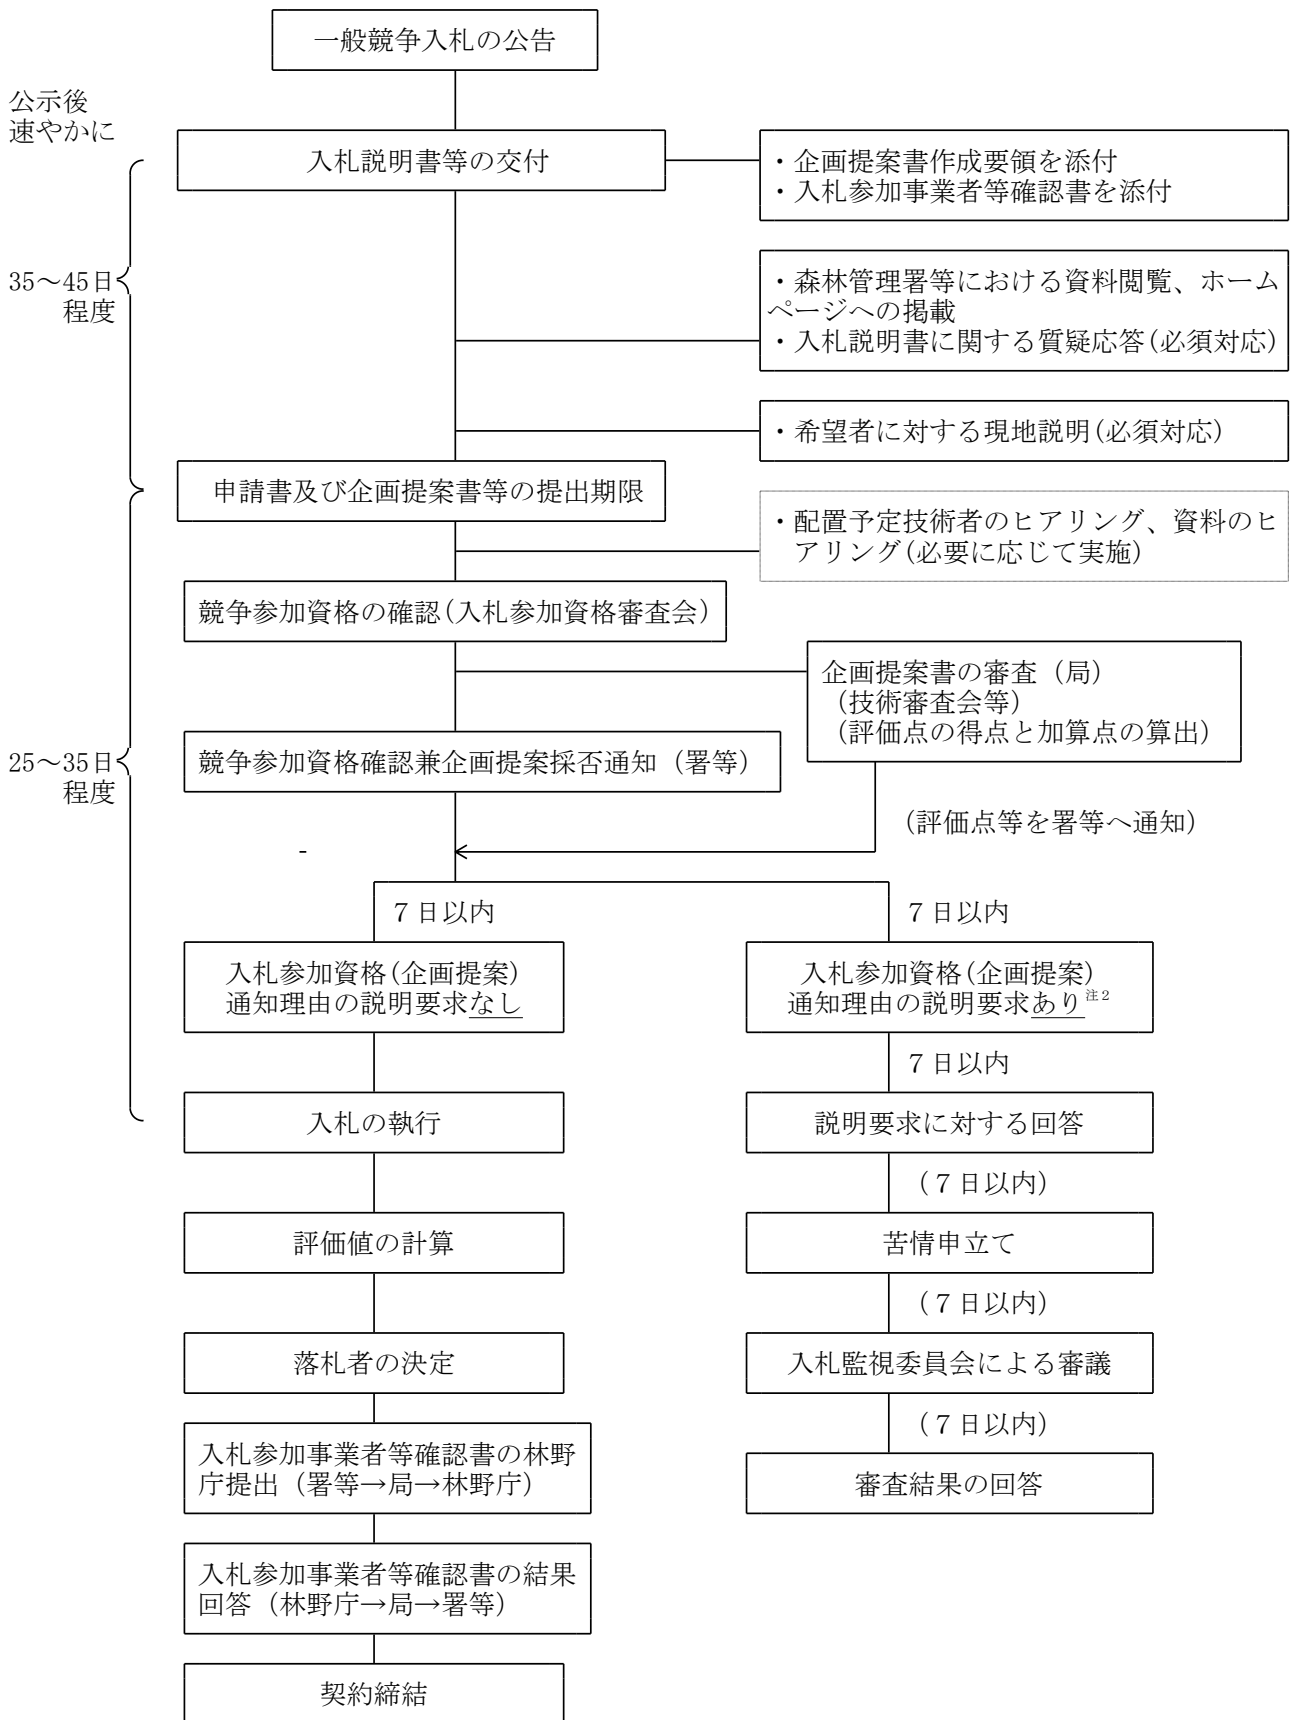 一般競争入札の公告
公示後
速やかに
入札説明書等の交付
・企画提案書作成要領を添付
・入札参加事業者等確認書を添付
35～45日
程度
・森林管理署等における資料閲覧、ホーム
ページへの掲載
・入札説明書に関する質疑応答(必須対応)
・希望者に対する現地説明(必須対応)
申請書及び企画提案書等の提出期限
・配置予定技術者のヒアリング、資料のヒ
アリング(必要に応じて実施)
競争参加資格の確認(入札参加資格審査会)
企画提案書の審査（局）
（技術審査会等）
（評価点の得点と加算点の算出）
25～35日
程度
競争参加資格確認兼企画提案採否通知（署等）
（評価点等を署等へ通知）
７日以内
７日以内
入札参加資格(企画提案)
通知理由の説明要求なし
入札参加資格(企画提案)
通知理由の説明要求あり注2
７日以内
入札の執行
説明要求に対する回答
（７日以内）
評価値の計算
苦情申立て
（７日以内）
落札者の決定
入札監視委員会による審議
（７日以内）
入札参加事業者等確認書の林野
庁提出（署等→局→林野庁）
審査結果の回答
入札参加事業者等確認書の結果
回答（林野庁→局→署等）
契約締結